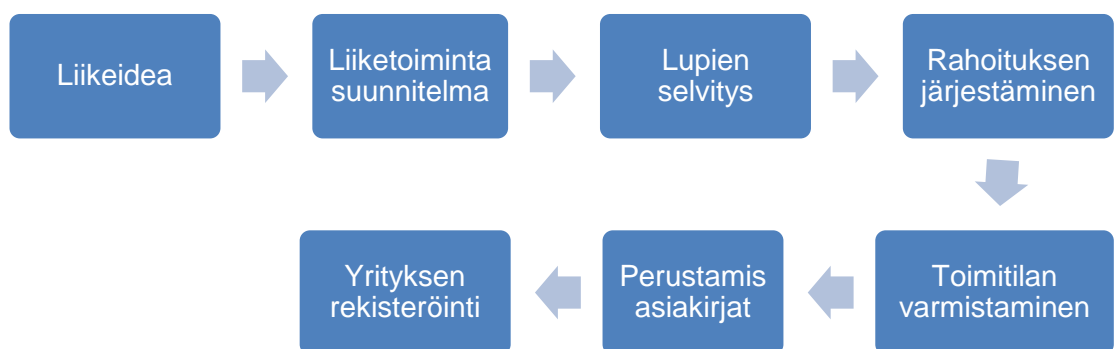 Liikeidea
Liiketoiminta
suunnitelma
Lupien
selvitys
Rahoituksen
järjestäminen
Toimitilan
varmistaminen
Perustamis
asiakirjat
Yrityksen
rekisteröinti